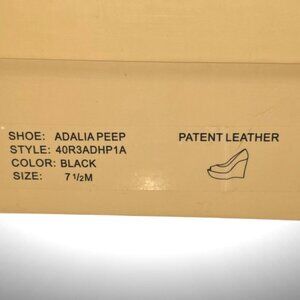 SHOE: ADALIA PEEP
STYLE: 40R3ADHP1A
COLOR: BLACK
SIZE: 7 1/2M
PATENT LEATHER